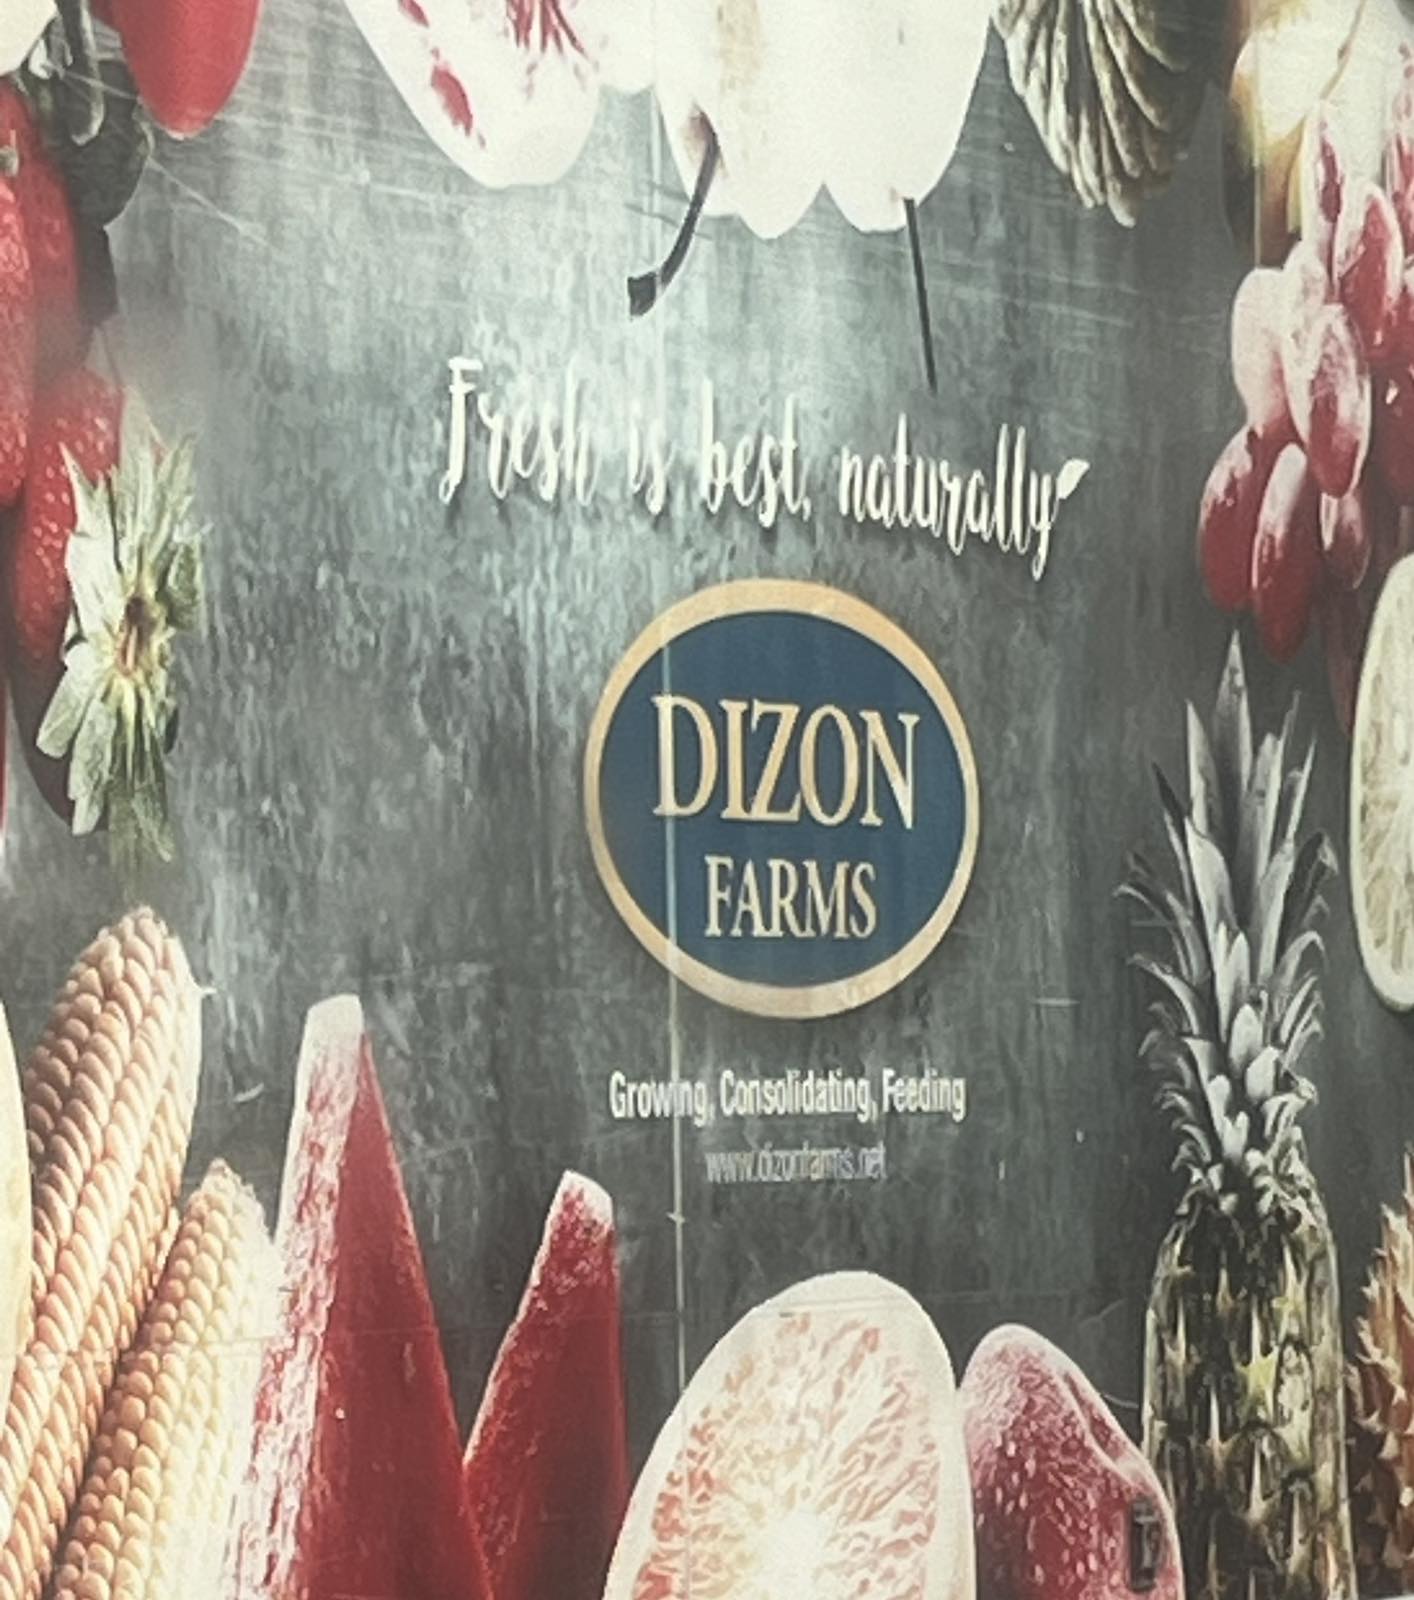 Fresh is best, naturally
DIZON
FARMS
Growing, Consolidating, Feeding
www.dizonfarms.net